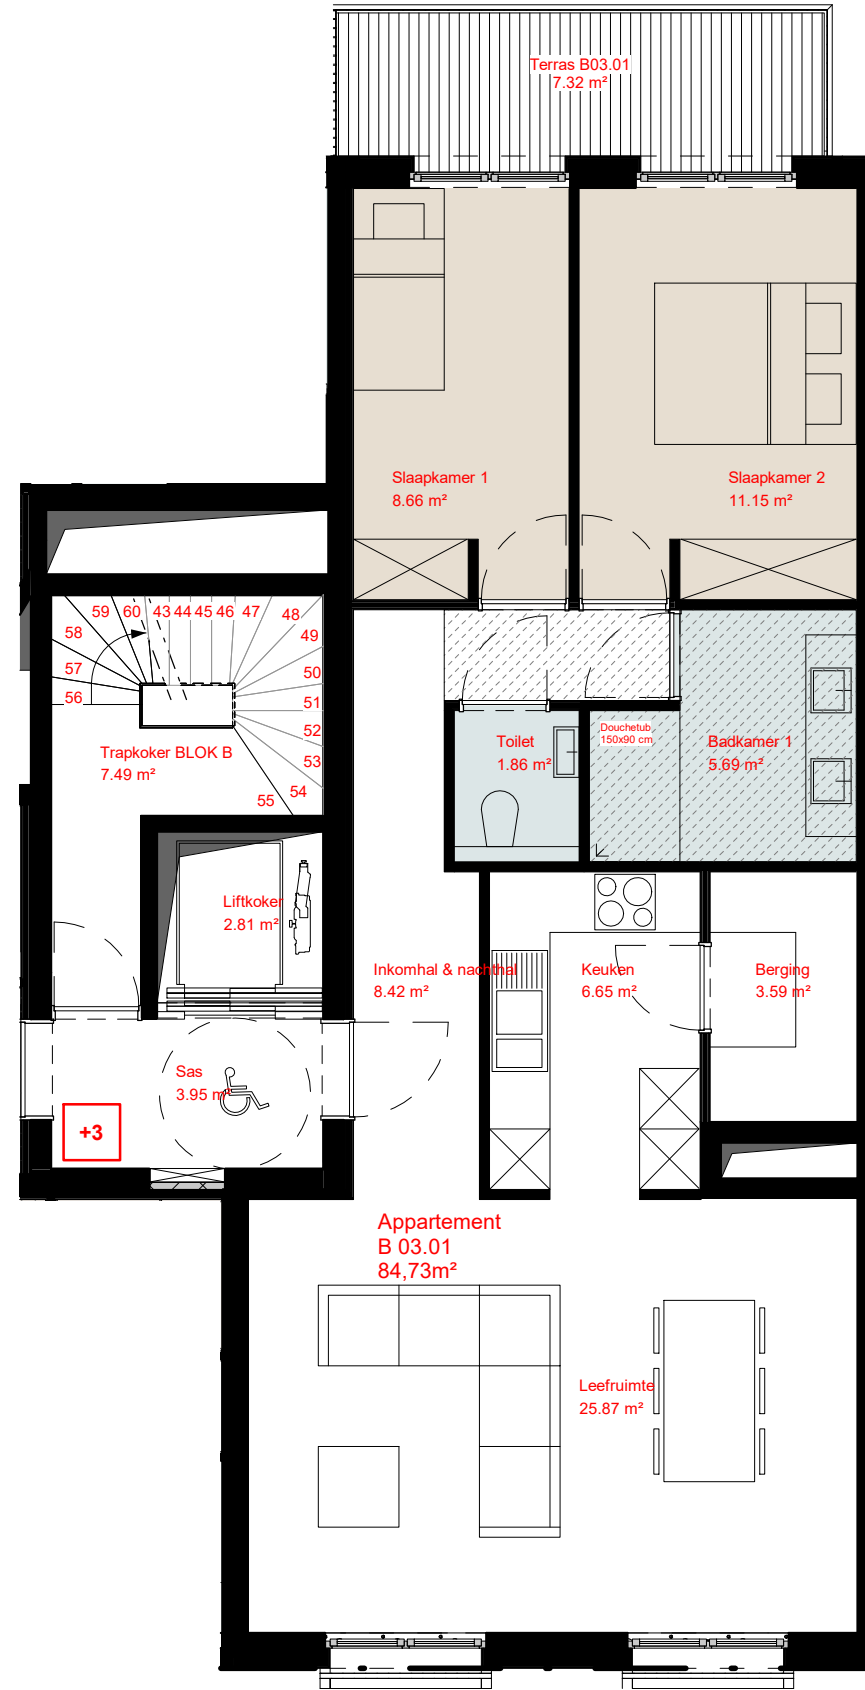 Terras B03.01
7.32 m²
Slaapkamer 1
8.66 m²
Slaapkamer 2
11.15 m²
59 60 43 44 45 46 47 48
58
49
57
50
56
51
52
53
54
55
Trapkoker BLOK B
7.49 m²
Toilet
1.86 m²
Douchetub
150x90 cm
Badkamer 1
5.69 m²
Liftkoker
2.81 m²
Inkomhal & nachthal
8.42 m²
Keuken
6.65 m²
Berging
3.59 m²
Sas
3.95 m²
+3
Appartement
B 03.01
84,73m²
Leefruimte
25.87 m²